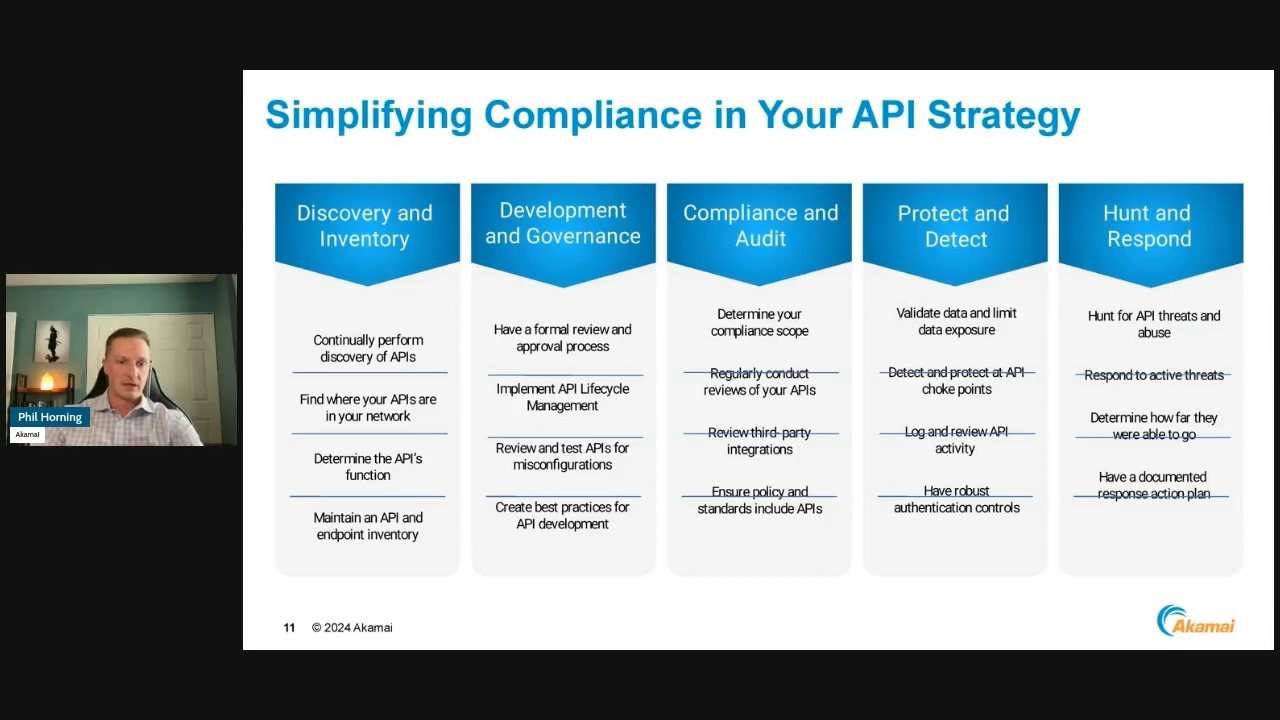 Simplifying Compliance in Your API Strategy
Discovery and
Inventory
Continually perform
discovery of APIs
Find where your APIs are
in your network
Determine the API's
function
Maintain an API and
endpoint inventory
Development
and Governance
Have a formal review and
approval process
Implement API Lifecycle
Management
Review and test APIs for
misconfigurations
Create best practices for
API development
Compliance and
Audit
Determine your
compliance scope
Regularly conduct
reviews of your APIs
Review third- party
integrations
Ensure policy and
standards include APIs
Protect and
Detect
Validate data and limit
data exposure
Detect and protect at API
choke points
Log and review API
activity
Have robust
authentication controls
Hunt and
Respond
Hunt for API threats and
abuse
Respond to active threats
Determine how far they
were able to go
Have a documented
response action plan
Phil Horning
Akamai
11 © 2024 Akamai
Akamai